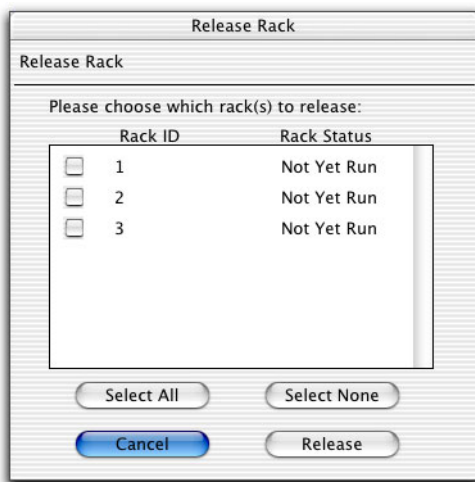 Release Rack
Release Rack
Please choose which rack(s) to release:
Rack ID Rack Status
1 Not Yet Run
2 Not Yet Run
3 Not Yet Run
Select All Select None
Cancel Release